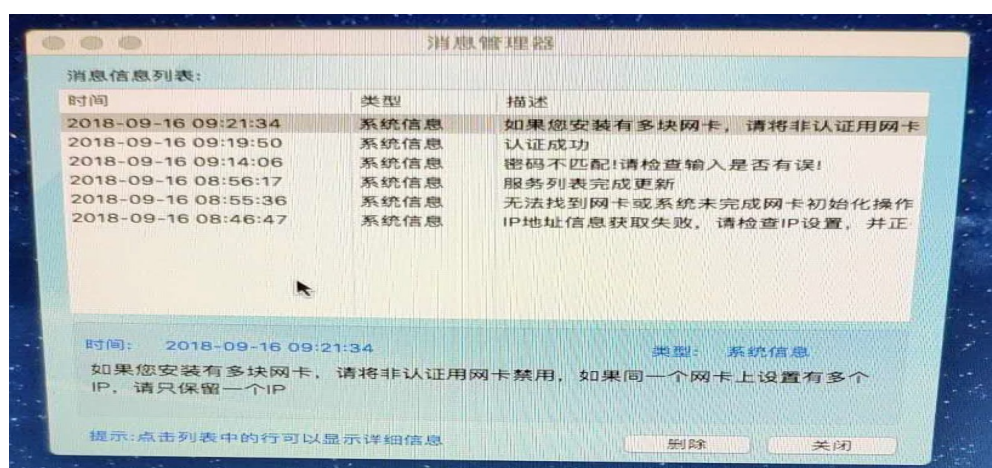 消息管理器
消息信息列表:
时间 类型 描述
2018-09-16 09:21:34 系统信息 如果您安装有多块网卡，请将非认证用网卡
2018-09-16 09:19:50 系统信息 认证成功
2018-09-16 09:14:06 系统信息 密码不匹配!请检查输入是否有误!
2018-09-16 08:56:17 系统信息 服务列表完成更新
2018-09-16 08:55:36 系统信息 无法找到网卡或系统未完成网卡初始化操作
2018-09-16 08:46:47 系统信息 IP地址信息获取失败，请检查IP设置，并正
时间: 2018-09-16 09:21:34 类型: 系统信息
如果您安装有多块网卡，请将非认证用网卡禁用，如果同一个网卡上设置有多个
IP，请只保留一个IP
提示:点击列表中的行可以显示详细信息 删除 关闭